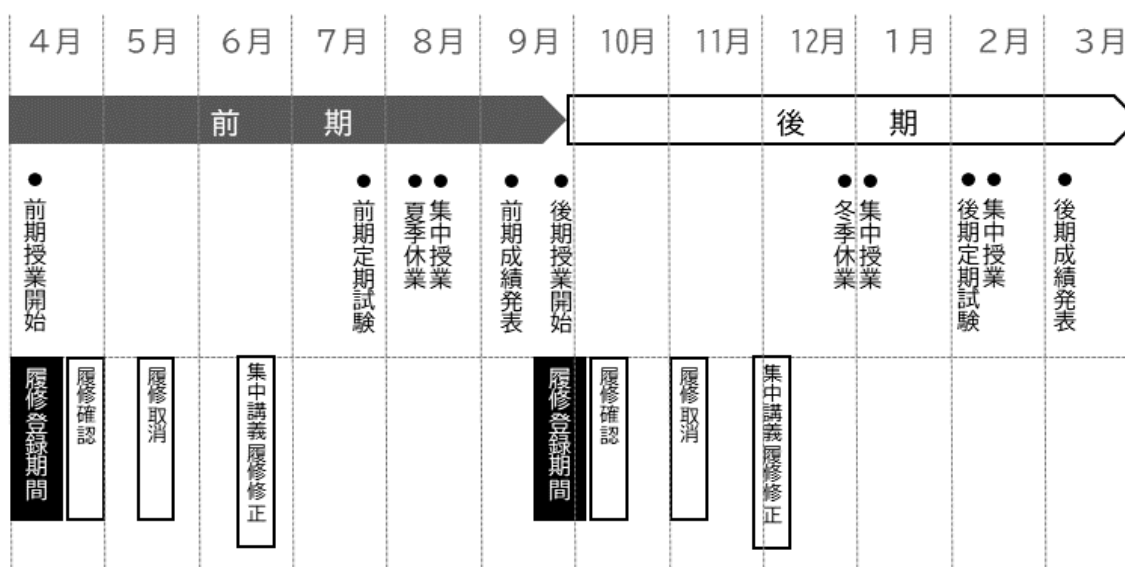 ４月 ５月 ６月 ７月 ８月 ９月 10月 11月 12月 １月 ２月 ３月
前期
後期
前期授業開始
前期定期試験
夏季休業
集中授業
前期成績発表
後期授業開始
冬季休業
集中授業
後期定期試験
集中授業
後期成績発表
履修登録期間
履修確認
履修取消
集中講義履修修正
履修登録期間
履修確認
履修取消
集中講義履修修正